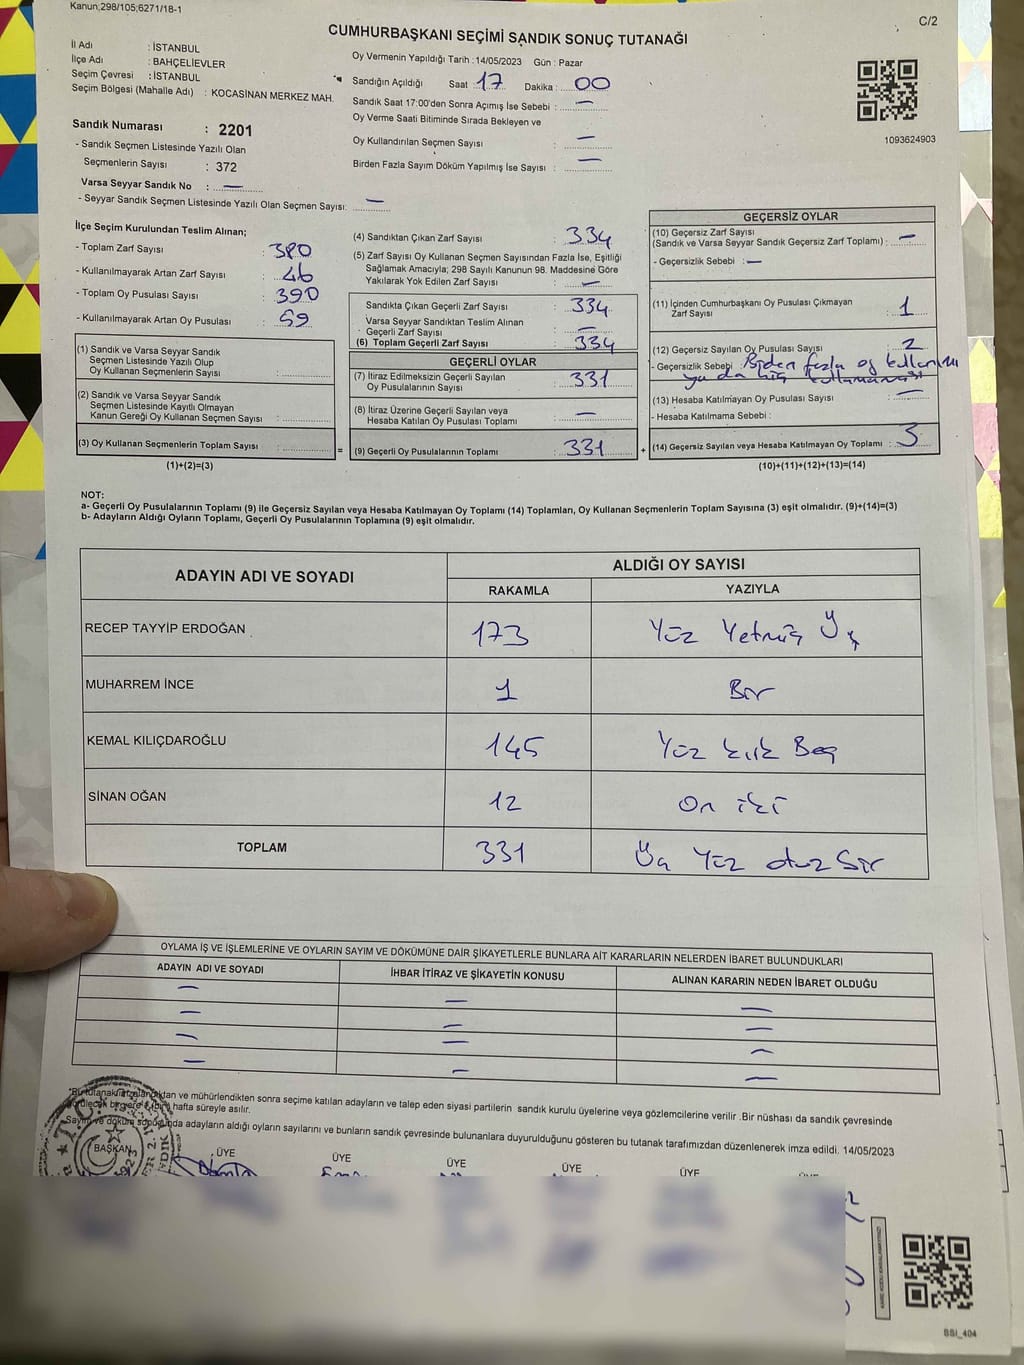 Kanun:298/105;6271/18-1
C/2
CUMHURBAŞKANI SEÇİMİ SANDIK SONUÇ TUTANAĞI
İl Adı : İSTANBUL
İlçe Adı : BAHÇELİEVLER
Seçim Çevresi : İSTANBUL
Seçim Bölgesi (Mahalle Adı) : KOCASİNAN MERKEZ MAH.
Oy Vermenin Yapıldığı Tarih : 14/05/2023 Gün : Pazar
Sandığın Açıldığı Saat : 17 Dakika : 00
Sandık Saat 17:00'den Sonra Açımış İse Sebebi : —
Oy Verme Saati Bitiminde Sırada Bekleyen ve
Oy Kullandırılan Seçmen Sayısı : —
Birden Fazla Sayım Döküm Yapılmış İse Sayısı : —
1093624903
Sandık Numarası : 2201
- Sandık Seçmen Listesinde Yazılı Olan
Seçmenlerin Sayısı : 372
Varsa Seyyar Sandık No : —
- Seyyar Sandık Seçmen Listesinde Yazılı Olan Seçmen Sayısı: —
İlçe Seçim Kurulundan Teslim Alınan;
- Toplam Zarf Sayısı : 380
- Kullanılmayarak Artan Zarf Sayısı : 46
- Toplam Oy Pusulası Sayısı : 390
- Kullanılmayarak Artan Oy Pusulası : 59
(1) Sandık ve Varsa Seyyar Sandık
Seçmen Listesinde Yazılı Olup
Oy Kullanan Seçmenlerin Sayısı :
(2) Sandık ve Varsa Seyyar Sandık
Seçmen Listesinde Kayıtlı Olmayan
Kanun Gereği Oy Kullanan Seçmen Sayısı :
(3) Oy Kullanan Seçmenlerin Toplam Sayısı :
(1)+(2)=(3)
(4) Sandıktan Çıkan Zarf Sayısı : 334
(5) Zarf Sayısı Oy Kullanan Seçmen Sayısından Fazla İse, Eşitliği
Sağlamak Amacıyla; 298 Sayılı Kanunun 98. Maddesine Göre
Yakılarak Yok Edilen Zarf Sayısı : —
Sandıkta Çıkan Geçerli Zarf Sayısı : 334
Varsa Seyyar Sandıktan Teslim Alınan
Geçerli Zarf Sayısı : —
(6) Toplam Geçerli Zarf Sayısı : 334
GEÇERLİ OYLAR
(7) İtiraz Edilmeksizin Geçerli Sayılan
Oy Pusulalarının Sayısı : 331
(8) İtiraz Üzerine Geçerli Sayılan veya
Hesaba Katılan Oy Pusulası Toplamı : —
= (9) Geçerli Oy Pusulalarının Toplamı : 331 +
GEÇERSİZ OYLAR
(10) Geçersiz Zarf Sayısı
(Sandık ve Varsa Seyyar Sandık Geçersiz Zarf Toplamı) : —
- Geçersizlik Sebebi : —
(11) İçinden Cumhurbaşkanı Oy Pusulası Çıkmayan
Zarf Sayısı : 1
(12) Geçersiz Sayılan Oy Pusulası Sayısı : 2
- Geçersizlik Sebebi : Birden fazla oy kullanımı
ya da hiç kullanmaması
(13) Hesaba Katılmayan Oy Pusulası Sayısı : —
- Hesaba Katılmama Sebebi :
(14) Geçersiz Sayılan veya Hesaba Katılmayan Oy Toplamı : 3
(10)+(11)+(12)+(13)=(14)
NOT:
a- Geçerli Oy Pusulalarının Toplamı (9) ile Geçersiz Sayılan veya Hesaba Katılmayan Oy Toplamı (14) Toplamları, Oy Kullanan Seçmenlerin Toplam Sayısına (3) eşit olmalıdır. (9)+(14)=(3)
b- Adayların Aldığı Oyların Toplamı, Geçerli Oy Pusulalarının Toplamına (9) eşit olmalıdır.
ADAYIN ADI VE SOYADI
ALDIĞI OY SAYISI
RAKAMLA YAZIYLA
RECEP TAYYİP ERDOĞAN 173 Yüz Yetmiş Üç
MUHARREM İNCE 1 Bir
KEMAL KILIÇDAROĞLU 145 Yüz kırk Beş
SİNAN OĞAN 12 On iki
TOPLAM 331 Üç Yüz otuz bir
OYLAMA İŞ VE İŞLEMLERİNE VE OYLARIN SAYIM VE DÖKÜMÜNE DAİR ŞİKAYETLERLE BUNLARA AİT KARARLARIN NELERDEN İBARET BULUNDUKLARI
ADAYIN ADI VE SOYADI İHBAR İTİRAZ VE ŞİKAYETİN KONUSU ALINAN KARARIN NEDEN İBARET OLDUĞU
— — —
— — —
— — —
— — —
ve mühürlendikten sonra seçime katılan adayların ve talep eden siyasi partilerin sandık kurulu üyelerine veya gözlemcilerine verilir .Bir nüshası da sandık çevresinde
hafta süreyle asılır.
adayların aldığı oyların sayılarını ve bunların sandık çevresinde bulunanlara duyurulduğunu gösteren bu tutanak tarafımızdan düzenlenerek imza edildi. 14/05/2023
BAŞKAN ÜYE ÜYE ÜYE ÜYE ÜYE
BSI_404